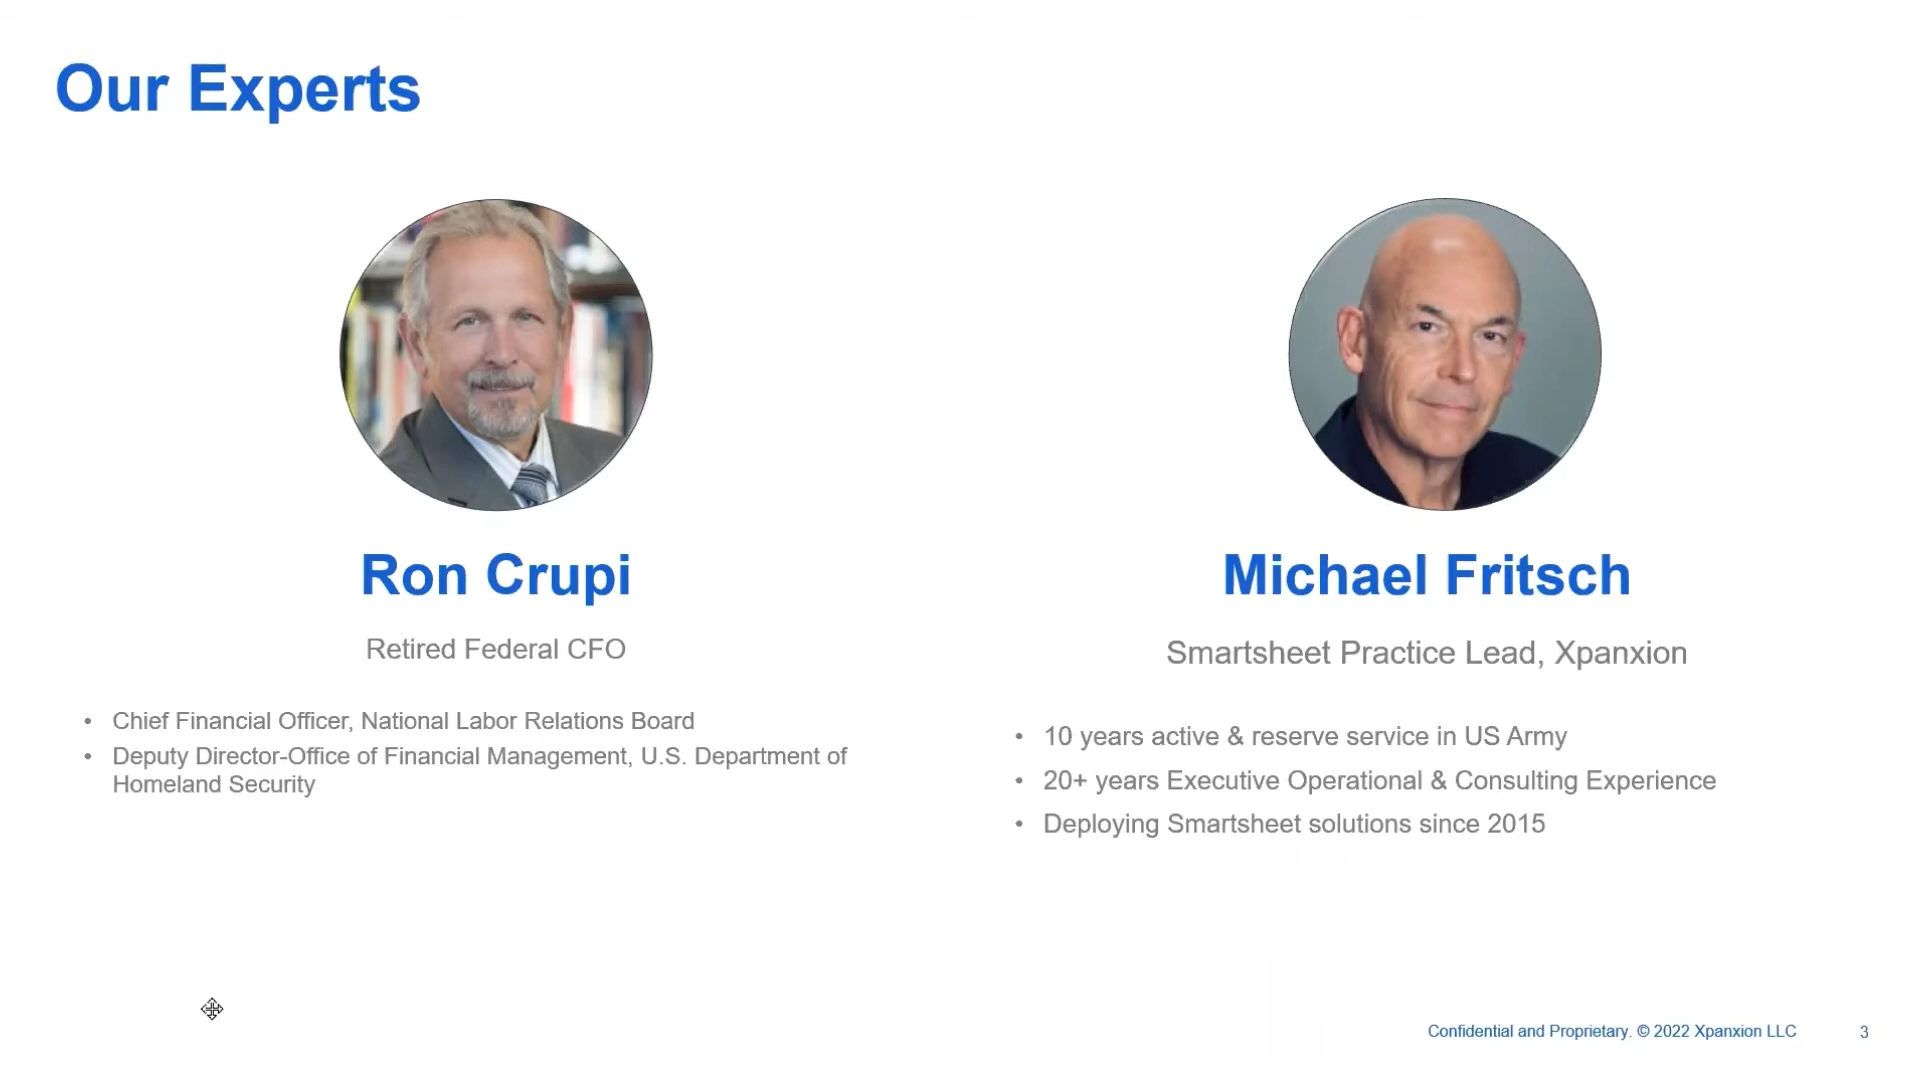 Our Experts
Ron Crupi
Retired Federal CFO
• Chief Financial Officer, National Labor Relations Board
• Deputy Director-Office of Financial Management, U.S. Department of
Homeland Security
Michael Fritsch
Smartsheet Practice Lead, Xpanxion
• 10 years active & reserve service in US Army
• 20+ years Executive Operational & Consulting Experience
• Deploying Smartsheet solutions since 2015
Confidential and Proprietary. © 2022 Xpanxion LLC 3